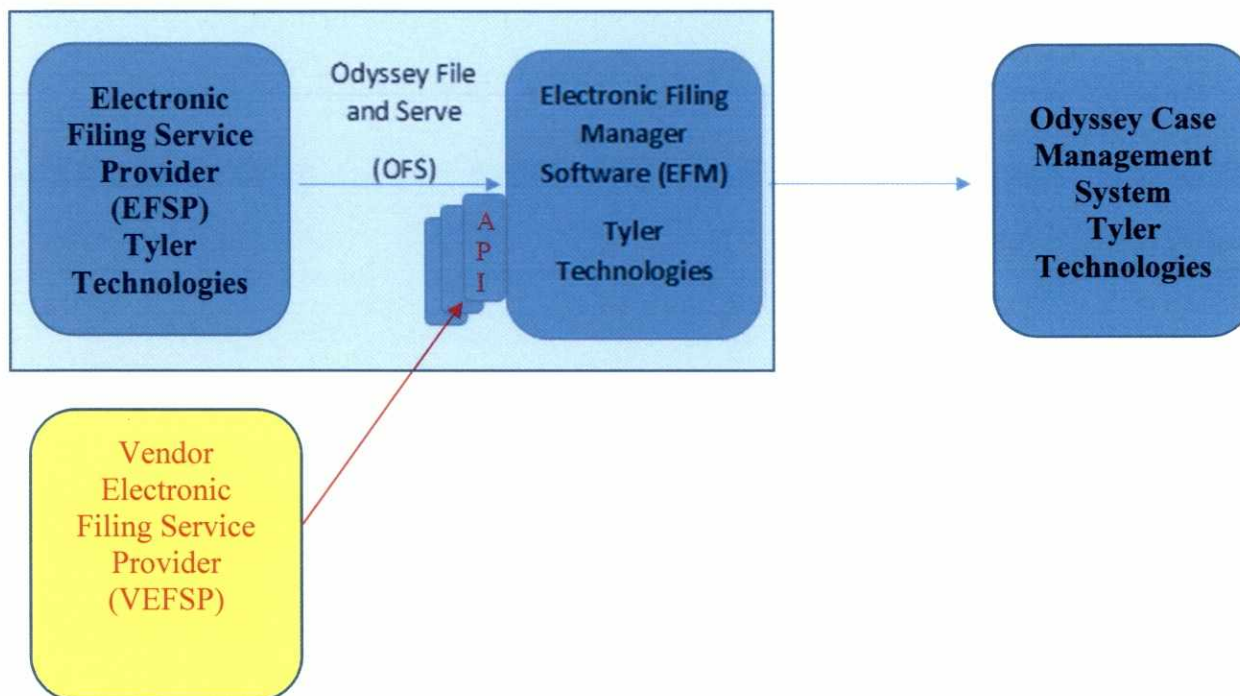 Electronic
Filing Service
Provider
(EFSP)
Tyler
Technologies
Odyssey File
and Serve
(OFS)
A
P
I
Electronic Filing
Manager
Software (EFM)
Tyler
Technologies
Odyssey Case
Management
System
Tyler
Technologies
Vendor
Electronic
Filing Service
Provider
(VEFSP)